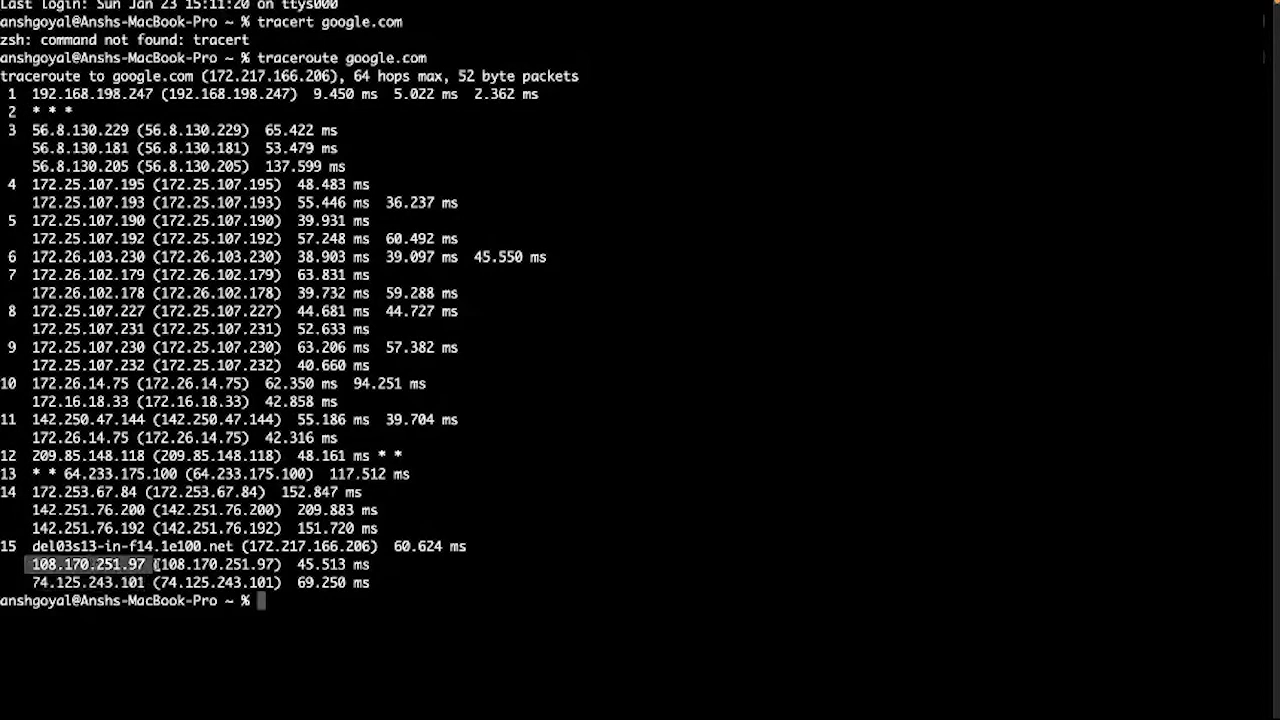 Last login: Sun Jan 23 15:11:20 on ttys000
anshgoyal@Anshs-MacBook-Pro ~ % tracert google.com
zsh: command not found: tracert
anshgoyal@Anshs-MacBook-Pro ~ % traceroute google.com
traceroute to google.com (172.217.166.206), 64 hops max, 52 byte packets
 1  192.168.198.247 (192.168.198.247)  9.450 ms  5.022 ms  2.362 ms
 2  * * *
 3  56.8.130.229 (56.8.130.229)  65.422 ms
    56.8.130.181 (56.8.130.181)  53.479 ms
    56.8.130.205 (56.8.130.205)  137.599 ms
 4  172.25.107.195 (172.25.107.195)  48.483 ms
    172.25.107.193 (172.25.107.193)  55.446 ms  36.237 ms
 5  172.25.107.190 (172.25.107.190)  39.931 ms
    172.25.107.192 (172.25.107.192)  57.248 ms  60.492 ms
 6  172.26.103.230 (172.26.103.230)  38.903 ms  39.097 ms  45.550 ms
 7  172.26.102.179 (172.26.102.179)  63.831 ms
    172.26.102.178 (172.26.102.178)  39.732 ms  59.288 ms
 8  172.25.107.227 (172.25.107.227)  44.681 ms  44.727 ms
    172.25.107.231 (172.25.107.231)  52.633 ms
 9  172.25.107.230 (172.25.107.230)  63.206 ms  57.382 ms
    172.25.107.232 (172.25.107.232)  40.660 ms
10  172.26.14.75 (172.26.14.75)  62.350 ms  94.251 ms
    172.16.18.33 (172.16.18.33)  42.858 ms
11  142.250.47.144 (142.250.47.144)  55.186 ms  39.704 ms
    172.26.14.75 (172.26.14.75)  42.316 ms
12  209.85.148.118 (209.85.148.118)  48.161 ms * *
13  * * 64.233.175.100 (64.233.175.100)  117.512 ms
14  172.253.67.84 (172.253.67.84)  152.847 ms
    142.251.76.200 (142.251.76.200)  209.883 ms
    142.251.76.192 (142.251.76.192)  151.720 ms
15  del03s13-in-f14.1e100.net (172.217.166.206)  60.624 ms
    108.170.251.97 (108.170.251.97)  45.513 ms
    74.125.243.101 (74.125.243.101)  69.250 ms
anshgoyal@Anshs-MacBook-Pro ~ %